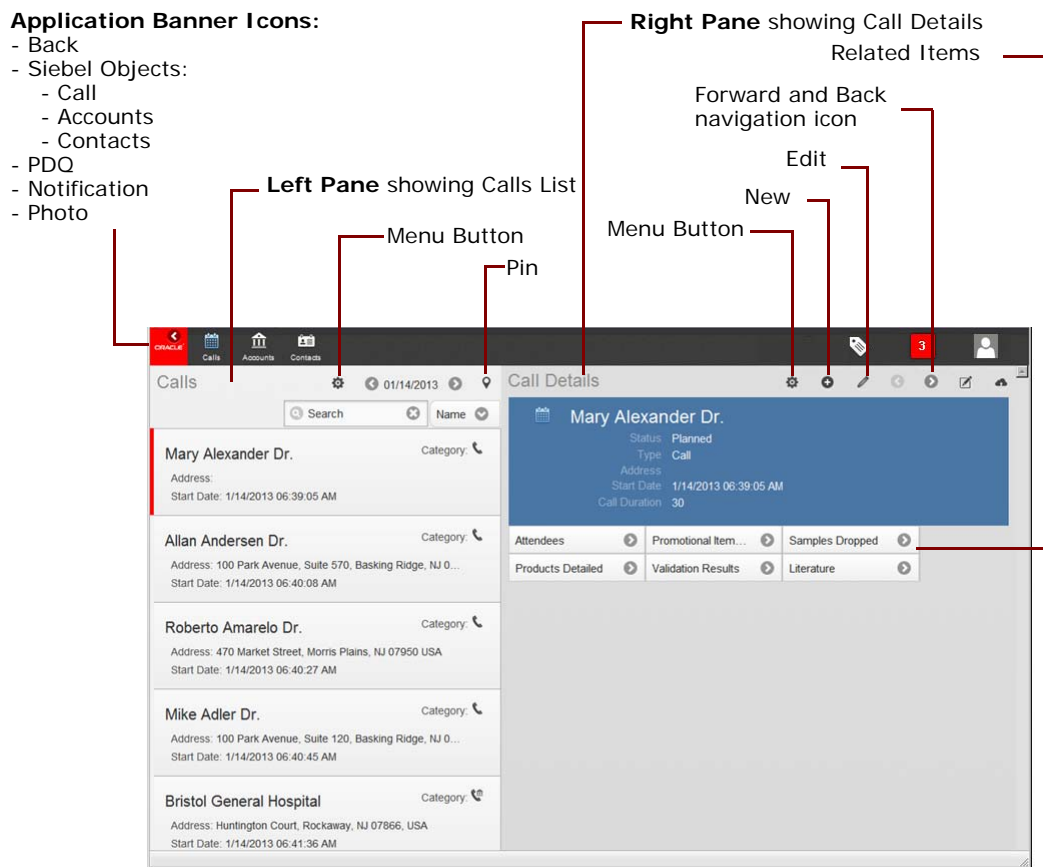 Application Banner Icons:
- Back
- Siebel Objects:
- Call
- Accounts
- Contacts
- PDQ
- Notification
- Photo
Right Pane showing Call Details
Related Items
Forward and Back
navigation icon
Edit
New
Menu Button
Left Pane showing Calls List
Menu Button
Pin
ORACLE
Calls
Accounts
Contacts
3
Calls
01/14/2013
Search
Name
Mary Alexander Dr.
Category:
Address:
Start Date: 1/14/2013 06:39:05 AM
Allan Andersen Dr.
Category:
Address: 100 Park Avenue, Suite 570, Basking Ridge, NJ 0...
Start Date: 1/14/2013 06:40:08 AM
Roberto Amarelo Dr.
Category:
Address: 470 Market Street, Morris Plains, NJ 07950 USA
Start Date: 1/14/2013 06:40:27 AM
Mike Adler Dr.
Category:
Address: 100 Park Avenue, Suite 120, Basking Ridge, NJ 0...
Start Date: 1/14/2013 06:40:45 AM
Bristol General Hospital
Category:
Address: Huntington Court, Rockaway, NJ 07866, USA
Start Date: 1/14/2013 06:41:36 AM
Call Details
Mary Alexander Dr.
Status Planned
Type Call
Address
Start Date 1/14/2013 06:39:05 AM
Call Duration 30
Attendees
Promotional Item...
Samples Dropped
Products Detailed
Validation Results
Literature